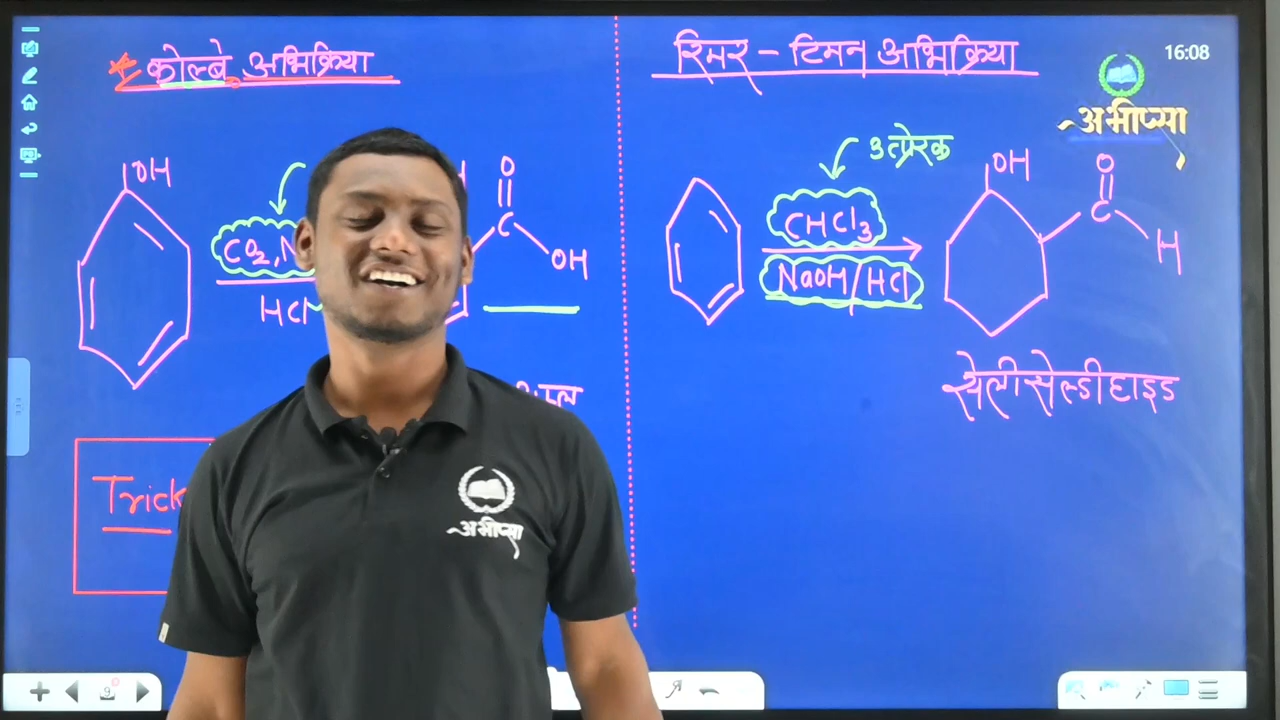 कोल्बे अभिक्रिया
OH
CO₂, N
HCl
O
C
OH
Trick
रिमर - टिमन अभिक्रिया
16:08
अभीप्सा
उत्प्रेरक
CHCl₃
NaOH/HCl
OH
O
C
H
सेलीसेल्डीहाइड
अभीप्सा
9